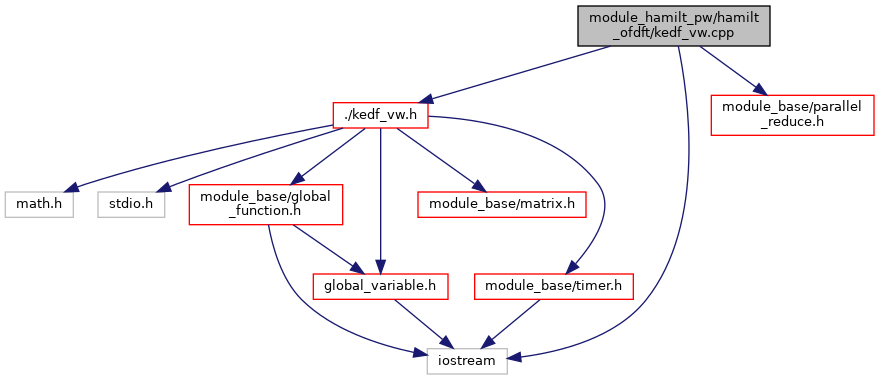 module_hamilt_pw/hamilt
_ofdft/kedf_vw.cpp
./kedf_vw.h
module_base/parallel
_reduce.h
math.h
stdio.h
module_base/global
_function.h
module_base/matrix.h
global_variable.h
module_base/timer.h
iostream